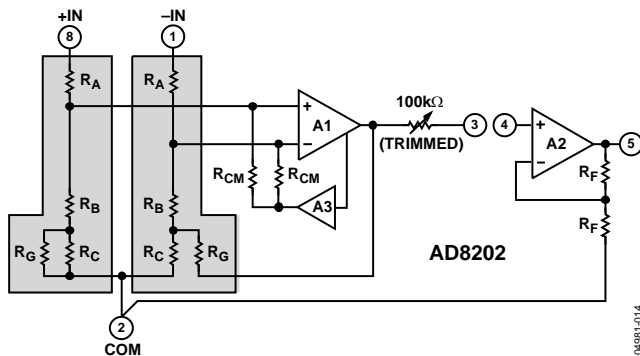 +IN
–IN
8
1
RA
RA
100kΩ
+
A1
–
3
4
+
A2
–
5
(TRIMMED)
RCM
RCM
RF
A3
RB
RB
RF
RG
RC
RC
RG
AD8202
2
COM
04981-014